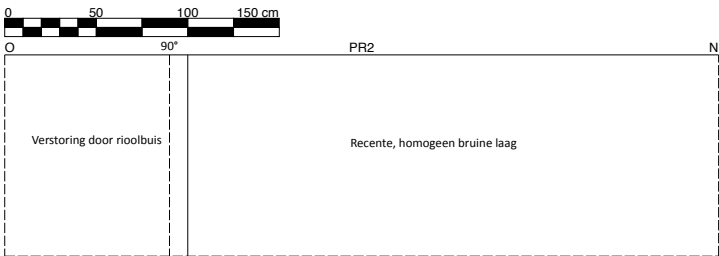 0 50 100 150 cm
O 90° PR2 N
Verstoring door rioolbuis
Recente, homogeen bruine laag